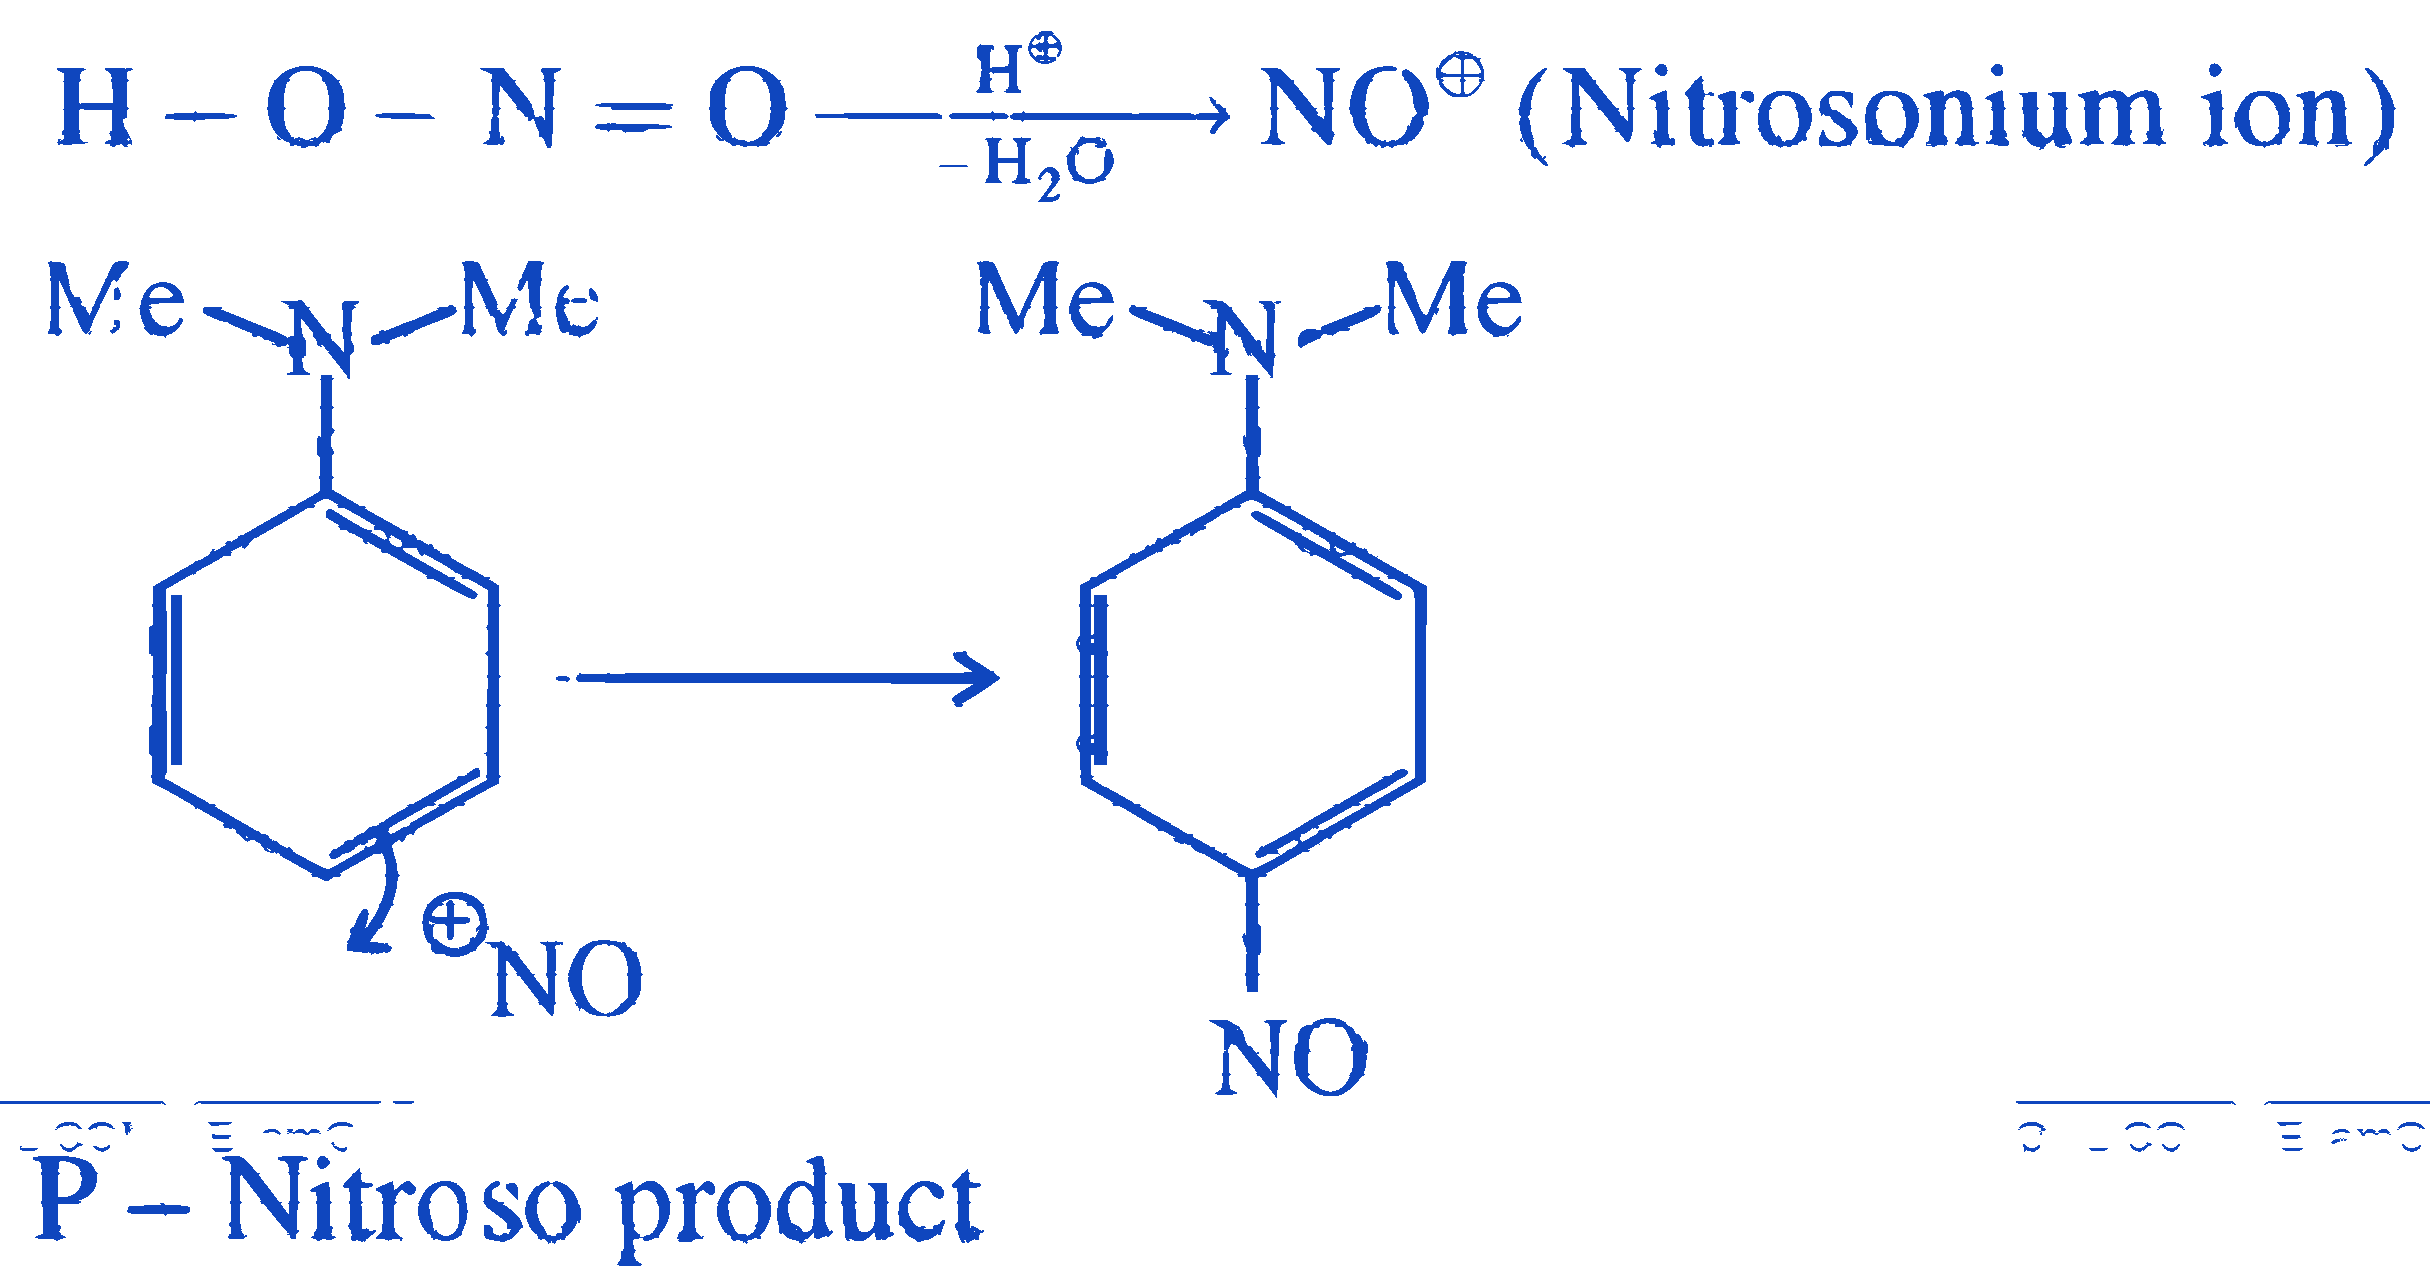 H – O – N = O H⊕ – H₂O → NO⊕ (Nitrosonium ion)
Me N Me Me N Me
⊕NO
NO
P – Nitroso product